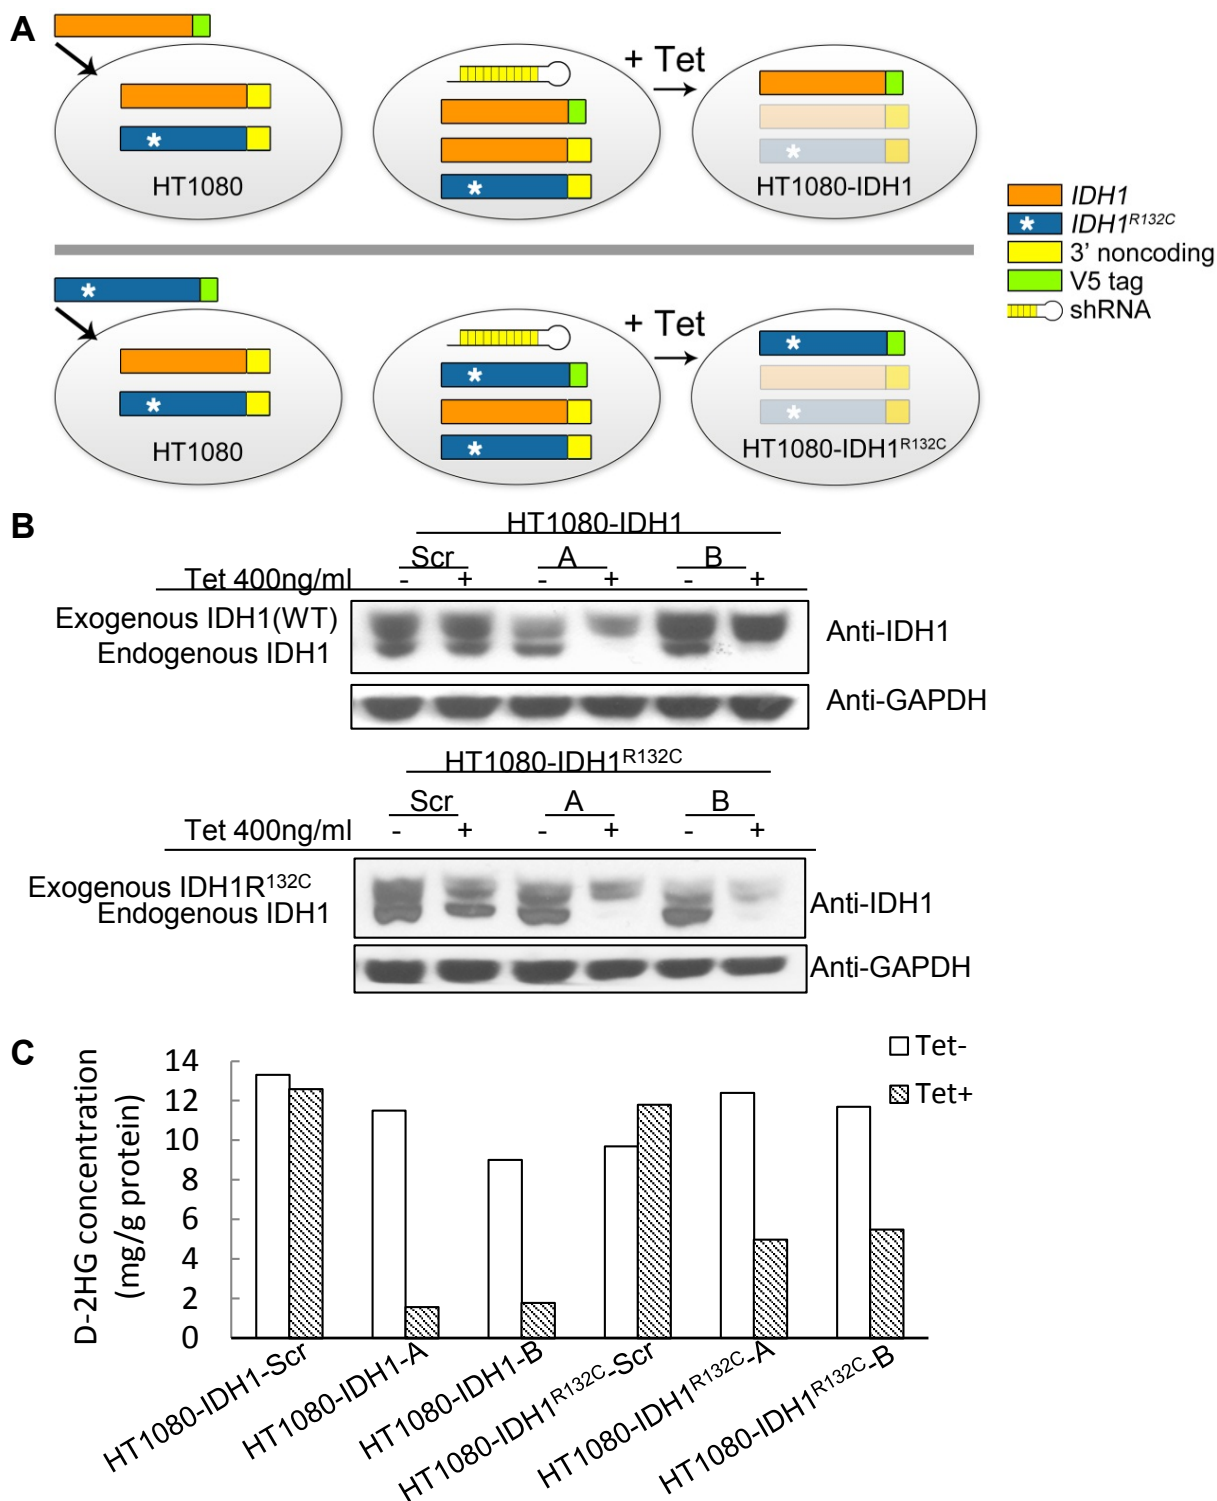 A
+ Tet
HT1080
HT1080-IDH1
IDH1
* IDH1R132C
3' noncoding
V5 tag
shRNA
+ Tet
HT1080
HT1080-IDH1R132C
B
HT1080-IDH1
Scr A B
Tet 400ng/ml - + - + - +
Exogenous IDH1(WT)
Endogenous IDH1
Anti-IDH1
Anti-GAPDH
HT1080-IDH1R132C
Scr A B
Tet 400ng/ml - + - + - +
Exogenous IDH1R132C
Endogenous IDH1
Anti-IDH1
Anti-GAPDH
C
D-2HG concentration
(mg/g protein)
14
12
10
8
6
4
2
0
Tet-
Tet+
HT1080-IDH1-Scr
HT1080-IDH1-A
HT1080-IDH1-B
HT1080-IDH1R132C-Scr
HT1080-IDH1R132C-A
HT1080-IDH1R132C-B